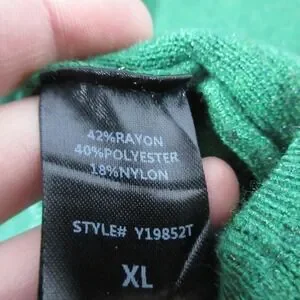 42%RAYON
40%POLYESTER
18%NYLON
STYLE# Y19852T
XL